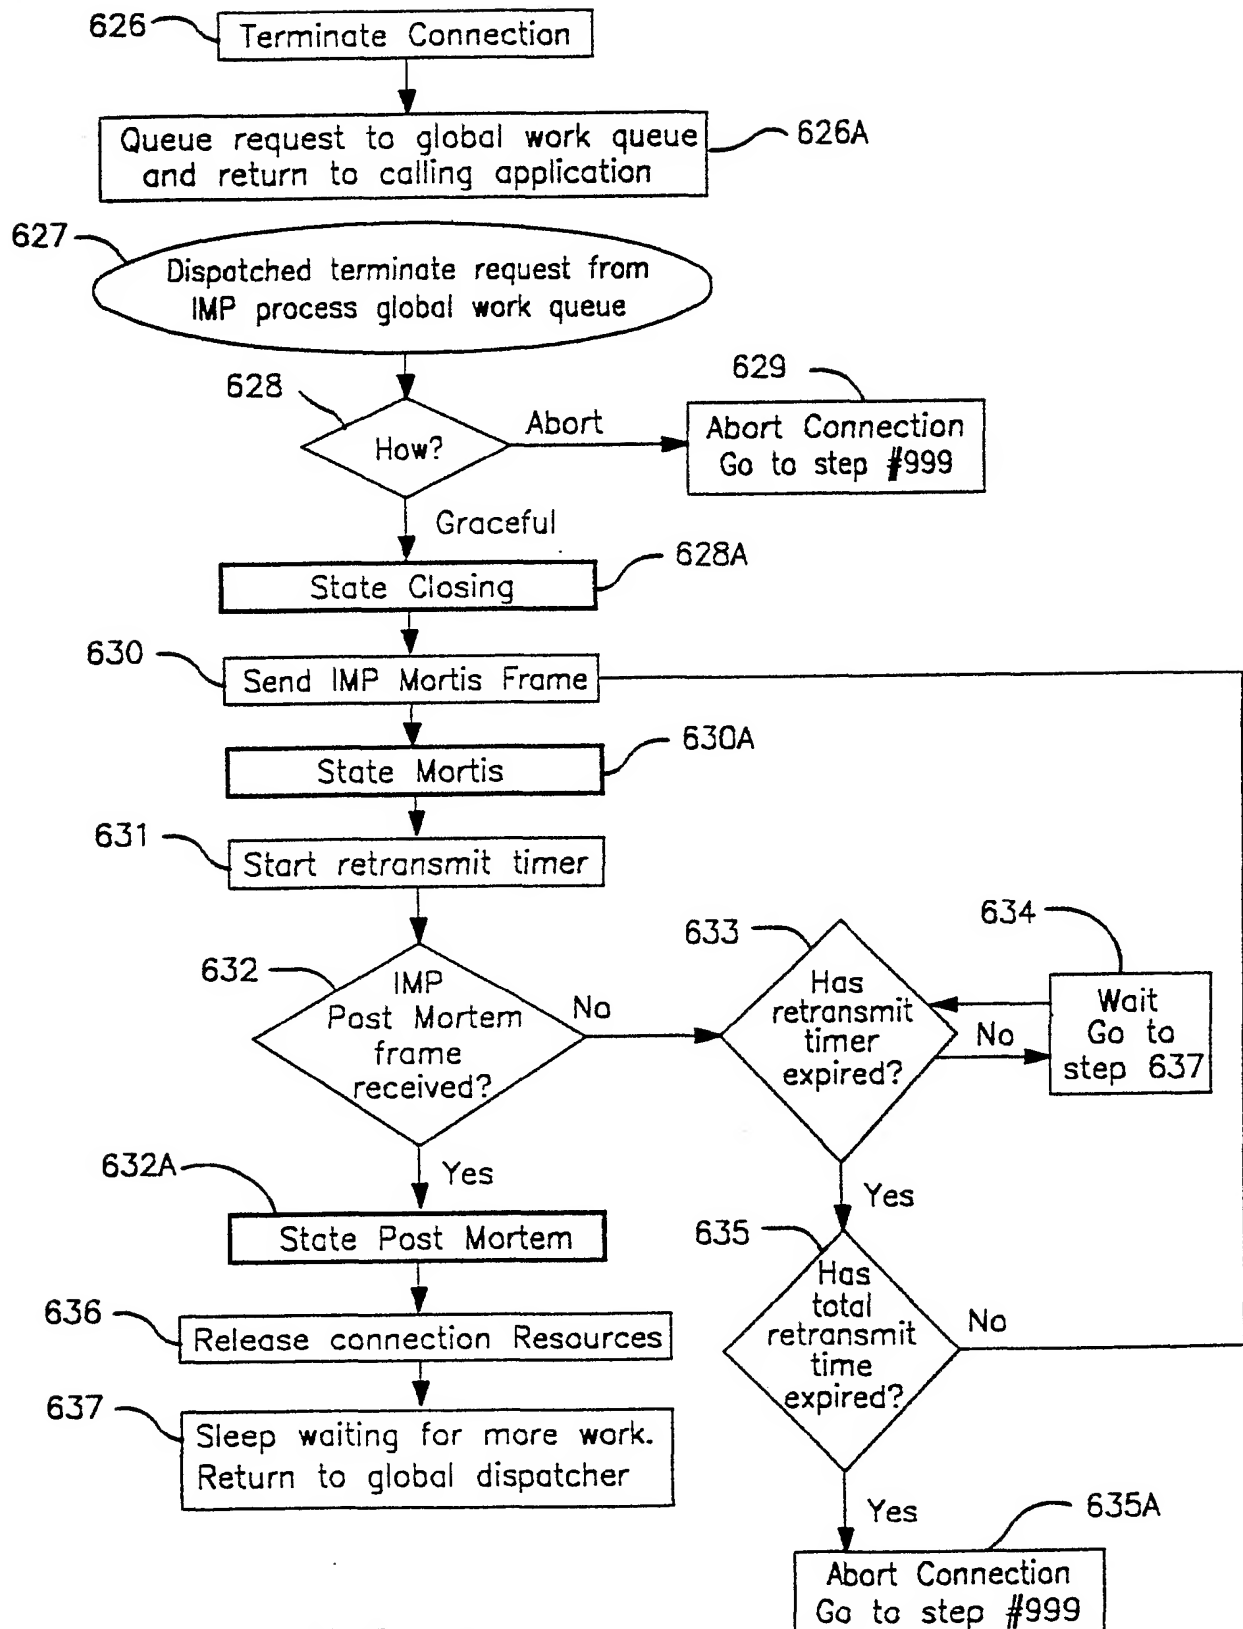 626
Terminate Connection
Queue request to global work queue
and return to calling application
626A
627
Dispatched terminate request from
IMP process global work queue
628
How?
Abort
629
Abort Connection
Go to step #999
Graceful
628A
State Closing
630
Send IMP Mortis Frame
630A
State Mortis
631
Start retransmit timer
632
IMP
Post Mortem
frame
received?
No
633
Has
retransmit
timer
expired?
No
634
Wait
Go to
step 637
Yes
632A
State Post Mortem
Yes
635
Has
total
retransmit
time
expired?
No
636
Release connection Resources
637
Sleep waiting for more work.
Return to global dispatcher
Yes
635A
Abort Connection
Go to step #999